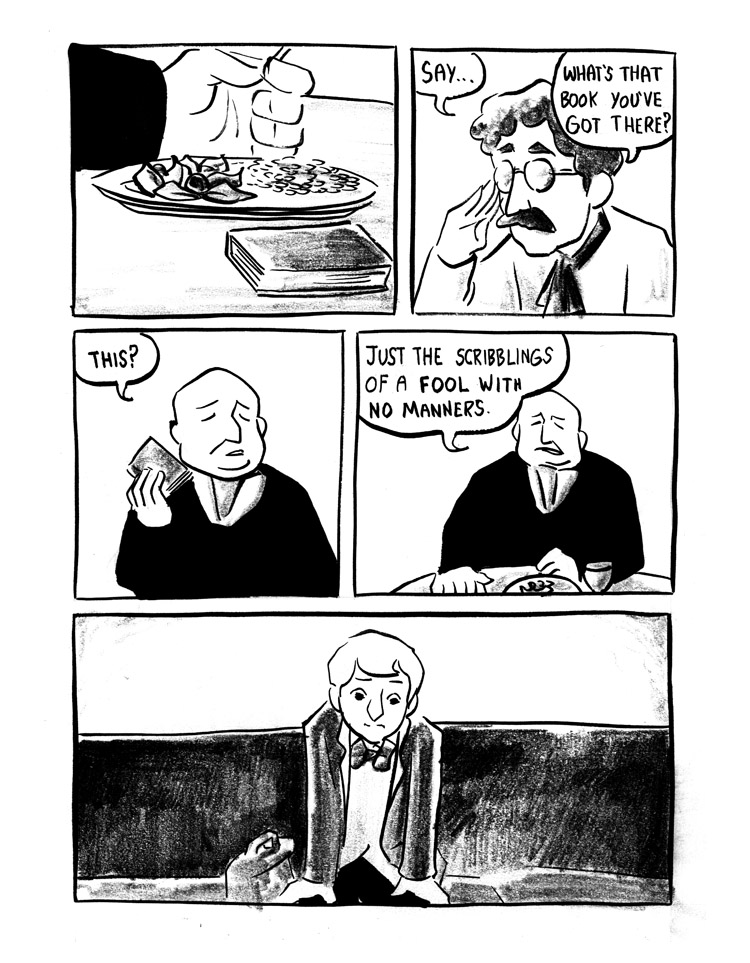 SAY...
WHAT'S THAT
BOOK YOU'VE
GOT THERE?
THIS?
JUST THE SCRIBBLINGS
OF A FOOL WITH
NO MANNERS.